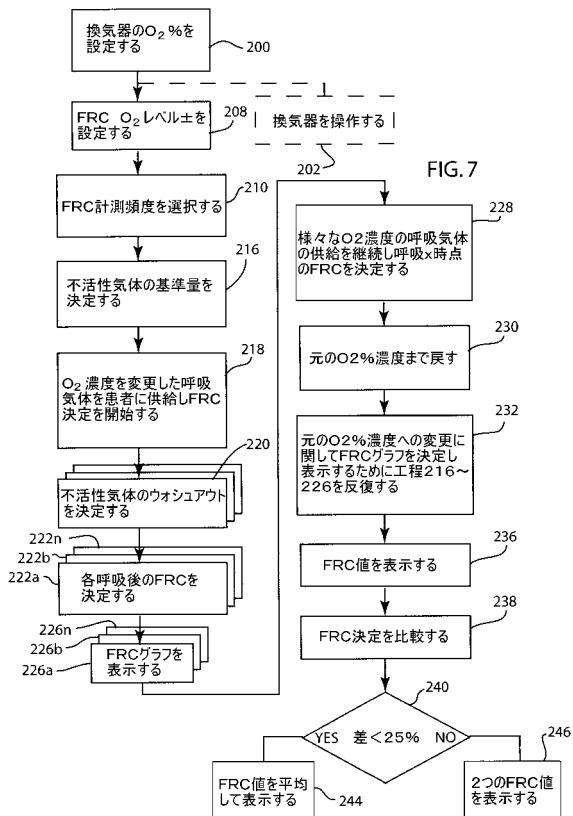 換気器のO2%を
設定する
200
FRC O2レベル±を
設定する
208
換気器を操作する
202
FIG.7
FRC計測頻度を選択する
210
不活性気体の基準量を
決定する
216
O2濃度を変更した呼吸
気体を患者に供給しFRC
決定を開始する
218
220
不活性気体のウォシュアウトを
決定する
222n
222b
222a
各呼吸後のFRCを
決定する
226n
226b
226a
FRCグラフを
表示する
228
様々なO2濃度の呼吸気体
の供給を継続し呼吸x時点
のFRCを決定する
230
元のO2%濃度まで戻す
232
元のO2%濃度への変更に
関してFRCグラフを決定し
表示するために工程216～
226を反復する
236
FRC値を表示する
238
FRC決定を比較する
240
YES 差<25% NO
FRC値を平均
して表示する
244
246
2つのFRC値
を表示する